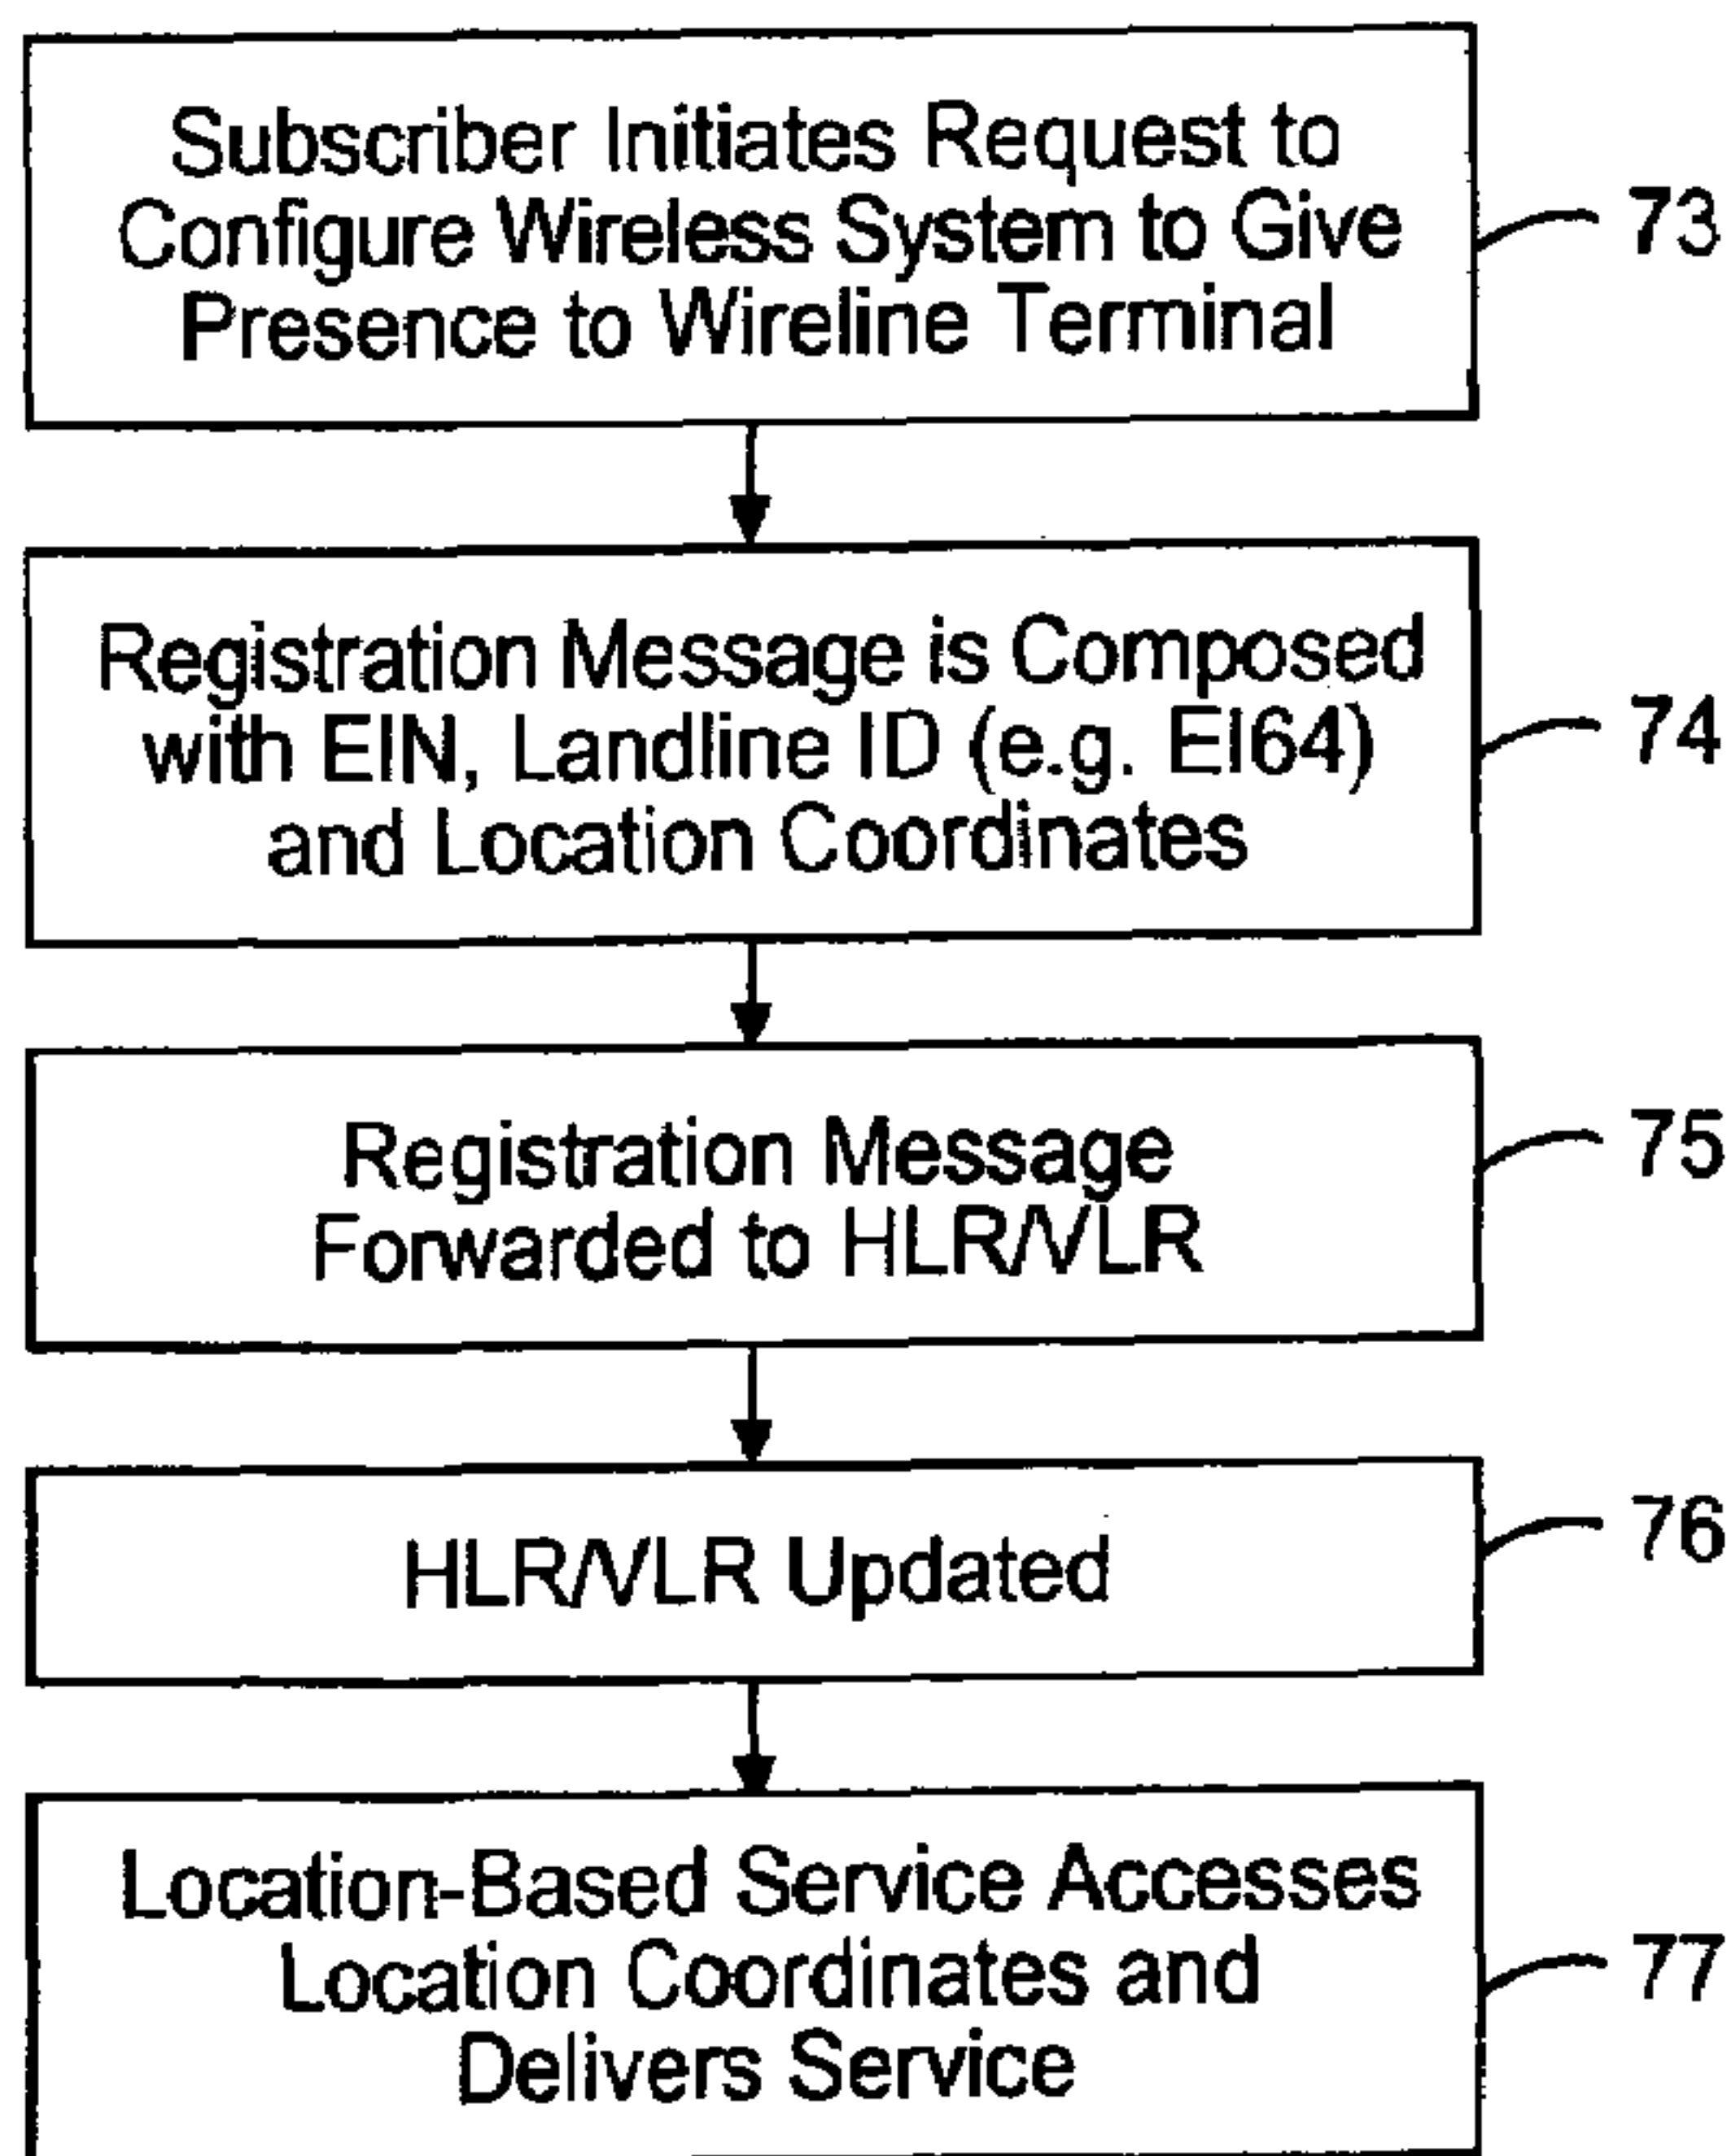 Subscriber Initiates Request to
Configure Wireless System to Give
Presence to Wireline Terminal
73
Registration Message is Composed
with EIN, Landline ID (e.g. EI64)
and Location Coordinates
74
Registration Message
Forwarded to HLR/VLR
75
HLR/VLR Updated
76
Location-Based Service Accesses
Location Coordinates and
Delivers Service
77